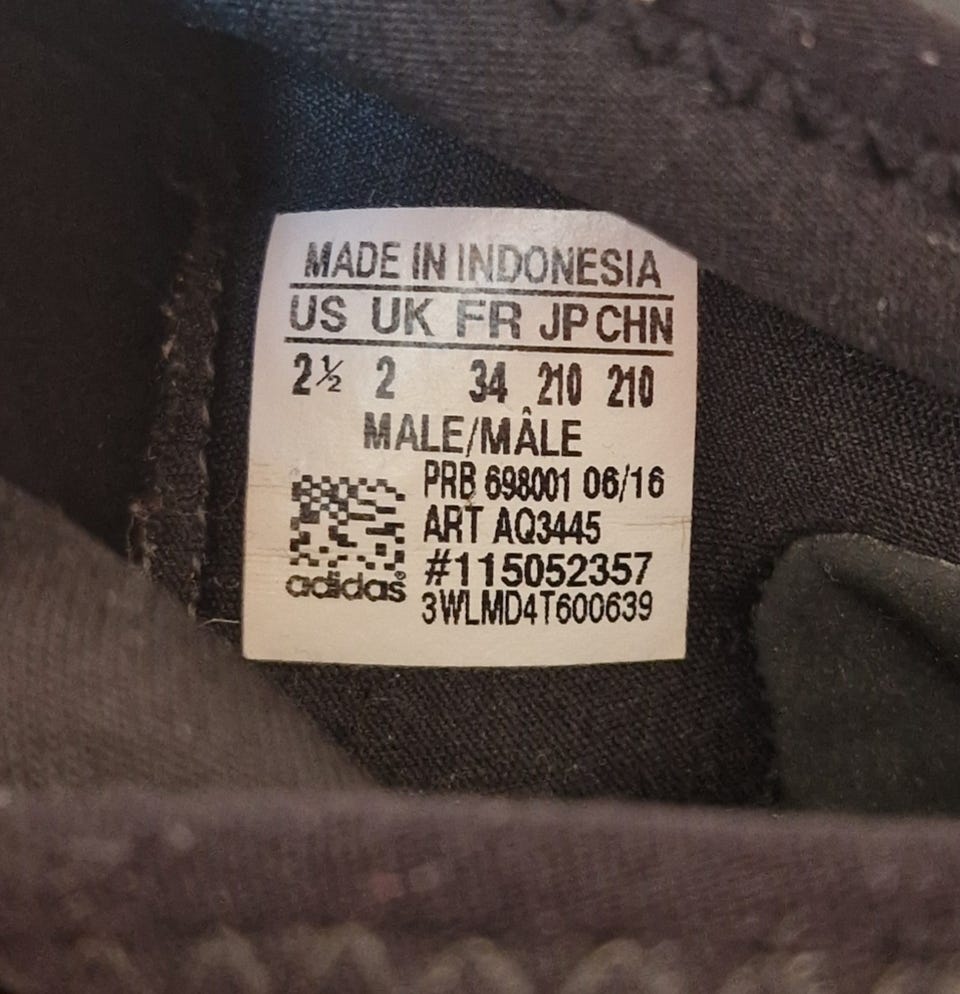 MADE IN INDONESIA
US UK FR JP CHN
2½ 2 34 210 210
MALE/MÂLE
PRB 698001 06/16
ART AQ3445
#115052357
adidas®
3WLMD4T600639